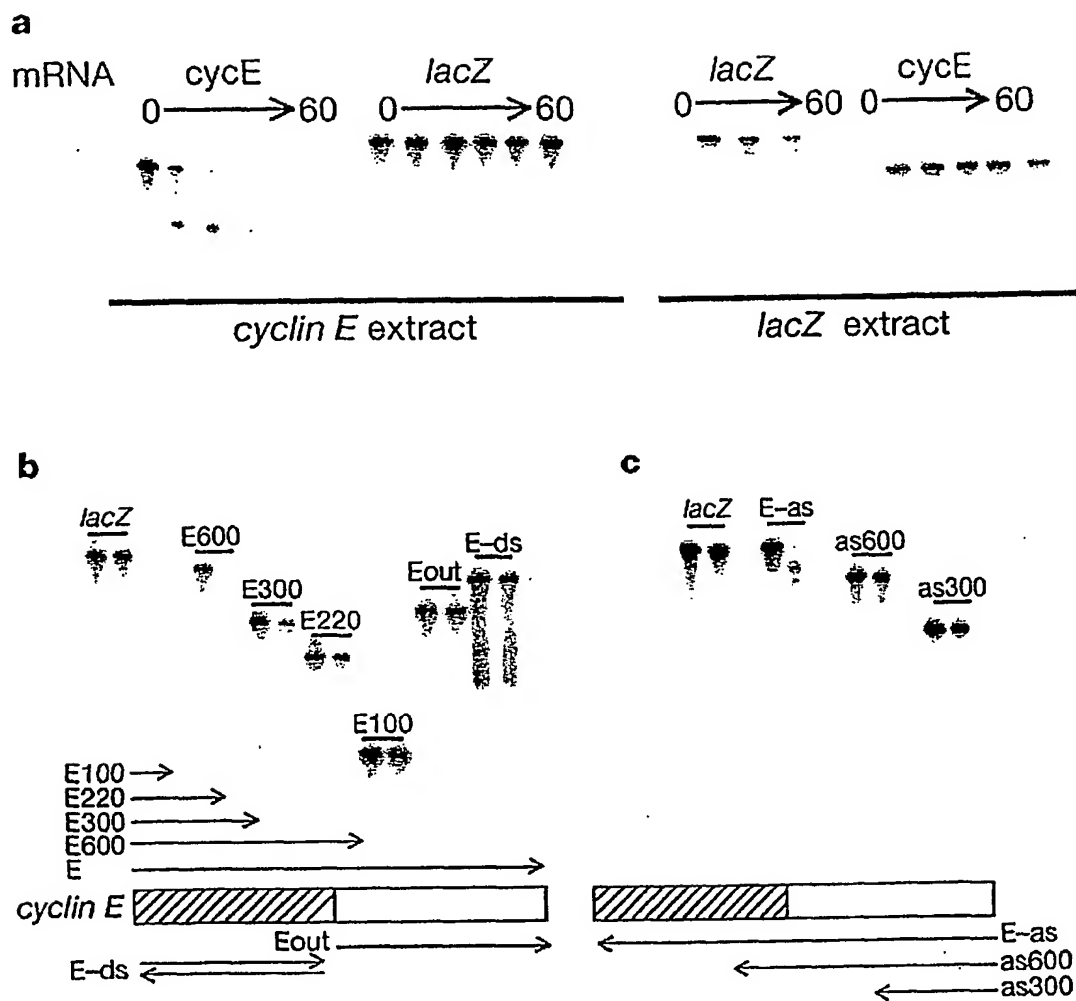 a
mRNA cycE lacZ lacZ cycE
0 60 0 60 0 60 0 60
cyclin E extract lacZ extract
b
c
lacZ E600 E300 E220 E100 Eout E–ds
lacZ E–as as600 as300
E100
E220
E300
E600
E
cyclin E
Eout
E–ds
E–as
as600
as300